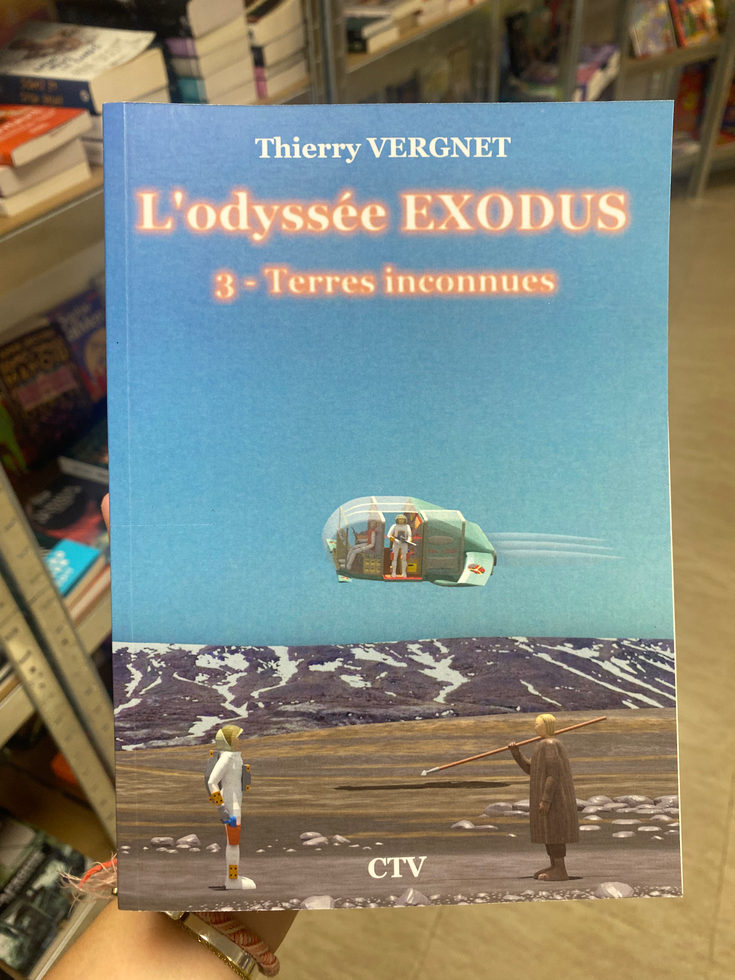 Thierry VERGNET
L'odyssée EXODUS
3 - Terres inconnues
CTV